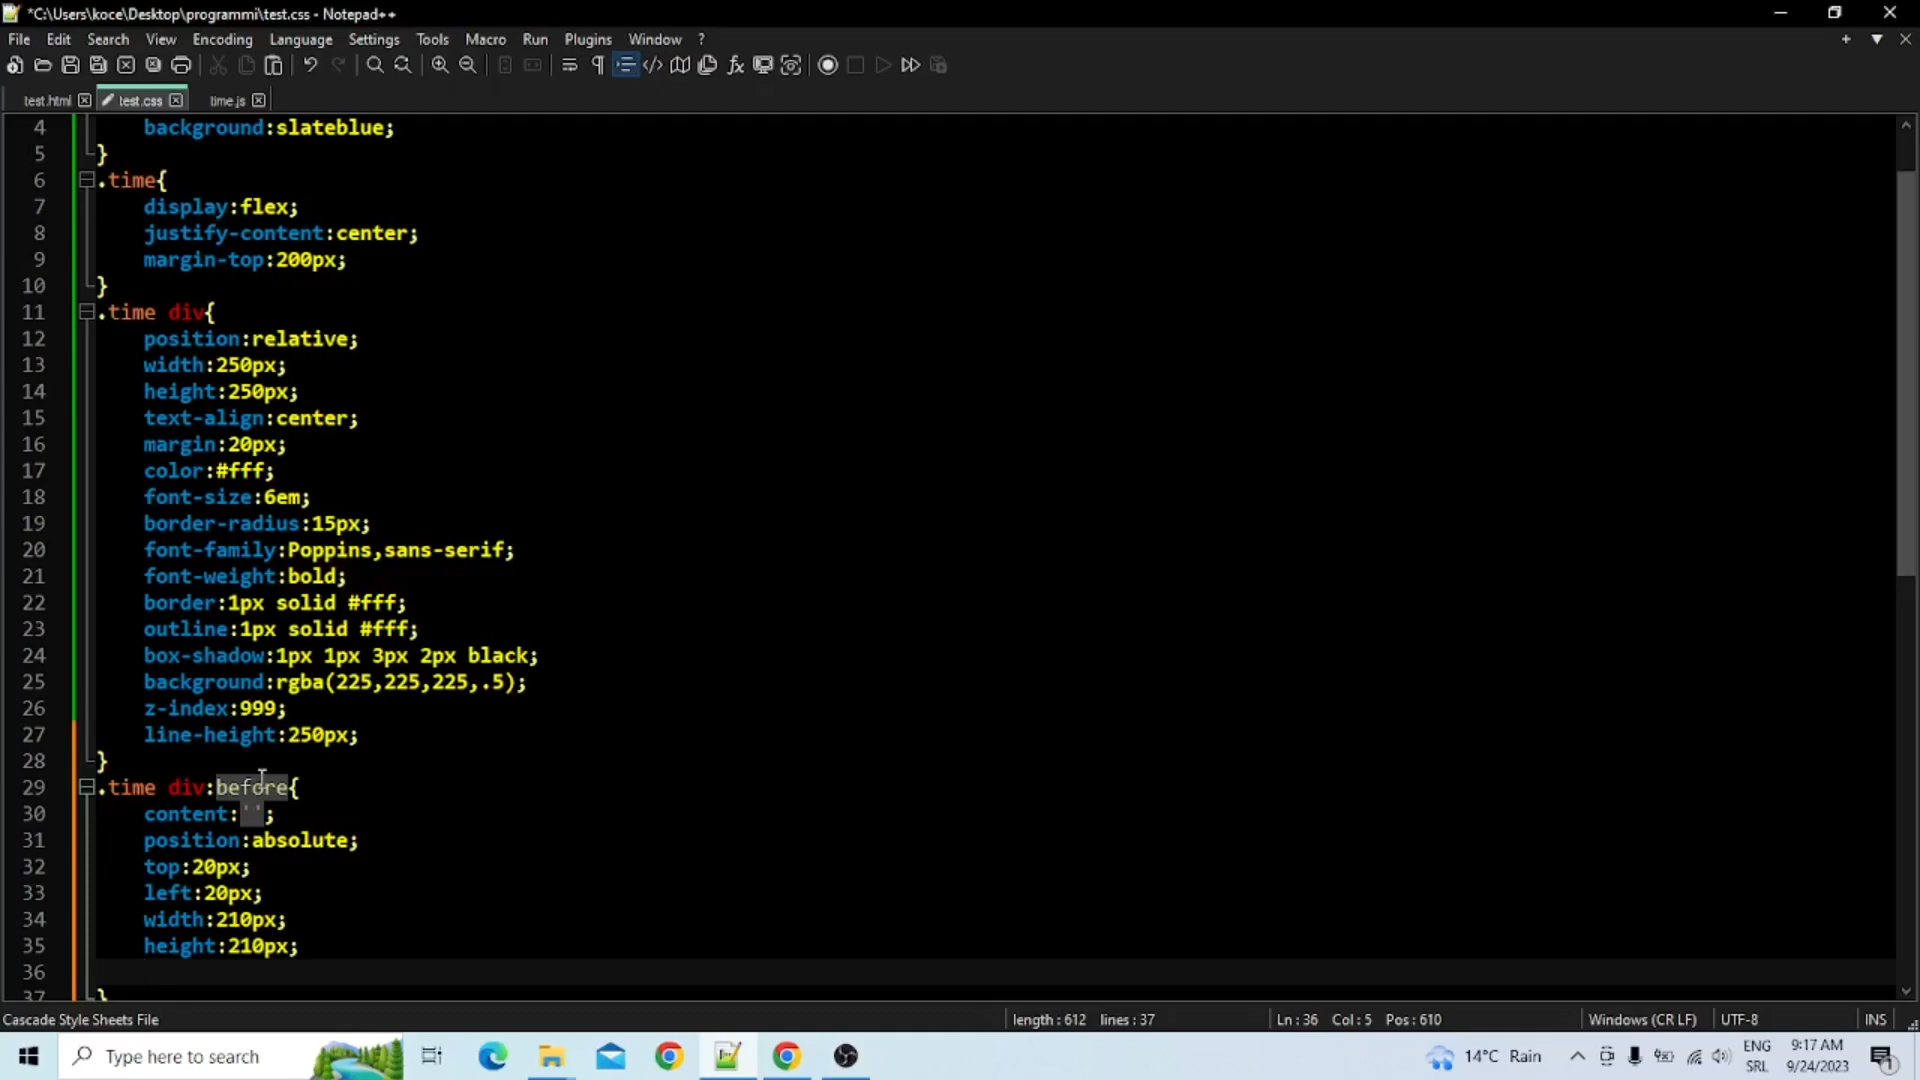 *C:\Users\koce\Desktop\programmi\test.css - Notepad++
File Edit Search View Encoding Language Settings Tools Macro Run Plugins Window ?
test.html test.css time.js
4 background:slateblue;
5 }
6 .time{
7 display:flex;
8 justify-content:center;
9 margin-top:200px;
10 }
11 .time div{
12 position:relative;
13 width:250px;
14 height:250px;
15 text-align:center;
16 margin:20px;
17 color:#fff;
18 font-size:6em;
19 border-radius:15px;
20 font-family:Poppins,sans-serif;
21 font-weight:bold;
22 border:1px solid #fff;
23 outline:1px solid #fff;
24 box-shadow:1px 1px 3px 2px black;
25 background:rgba(225,225,225,.5);
26 z-index:999;
27 line-height:250px;
28 }
29 .time div:before{
30 content:'';
31 position:absolute;
32 top:20px;
33 left:20px;
34 width:210px;
35 height:210px;
36
37 }
Cascade Style Sheets File length : 612 lines : 37 Ln : 36 Col : 5 Pos : 610 Windows (CR LF) UTF-8 INS
Type here to search 14°C Rain ENG SRL 9:17 AM 9/24/2023 1